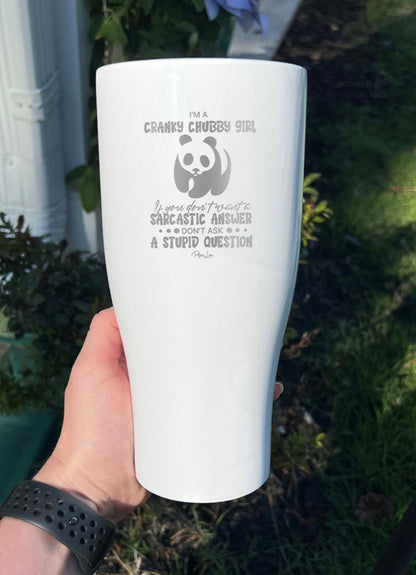 I'M A
CRANKY CHUBBY GIRL
If you don't want a
SARCASTIC ANSWER
DON'T ASK
A STUPID QUESTION